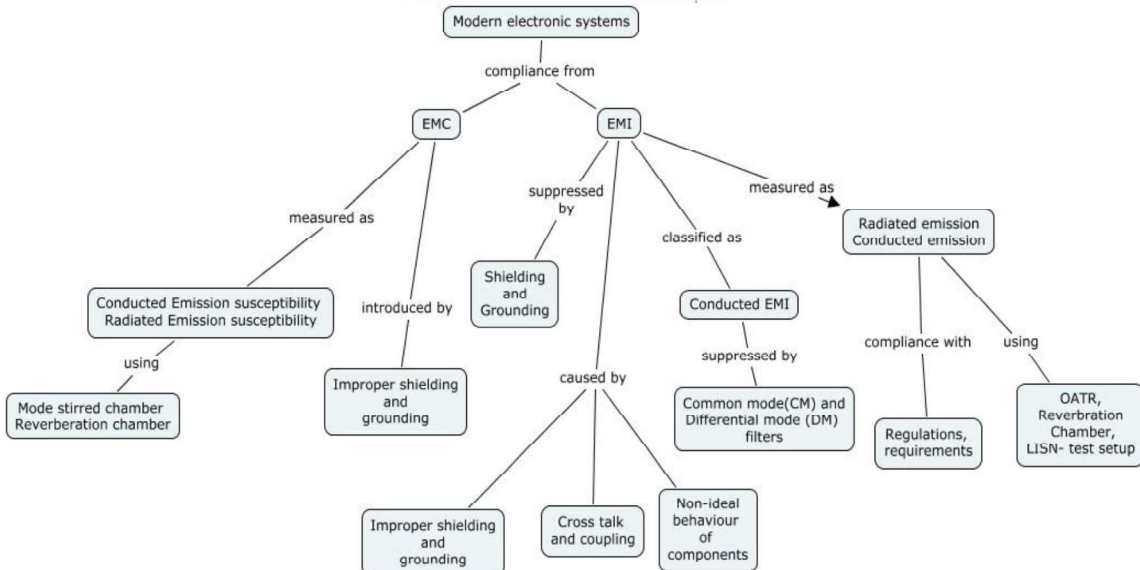 Modern electronic systems
compliance from
EMC
EMI
suppressed
by
measured as
measured as
Radiated emission
Conducted emission
classified as
Shielding
and
Grounding
Conducted Emission susceptibility
Radiated Emission susceptibility
introduced by
Conducted EMI
using
suppressed by
compliance with
using
caused by
Improper shielding
and
grounding
Mode stirred chamber
Reverberation chamber
Common mode(CM) and
Differential mode (DM)
filters
Regulations,
requirements
OATR,
Reverbration
Chamber,
LISN- test setup
Improper shielding
and
grounding
Cross talk
and coupling
Non-ideal
behaviour
of
components